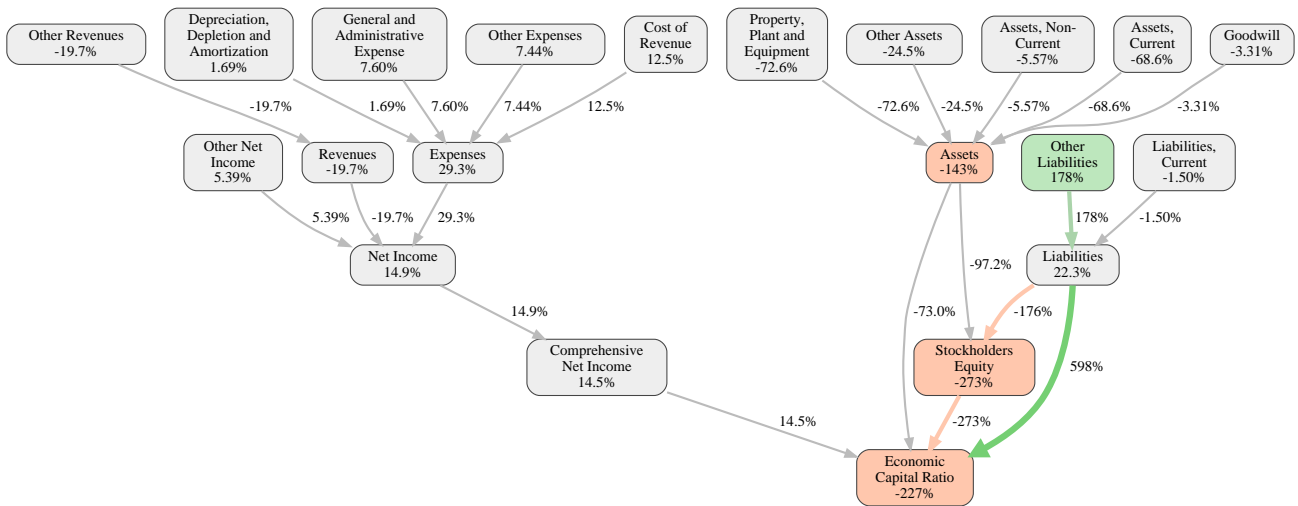 Other Revenues
-19.7%
Depreciation,
Depletion and
Amortization
1.69%
General and
Administrative
Expense
7.60%
Other Expenses
7.44%
Cost of
Revenue
12.5%
Property,
Plant and
Equipment
-72.6%
Other Assets
-24.5%
Assets, Non-
Current
-5.57%
Assets,
Current
-68.6%
Goodwill
-3.31%
-19.7%
1.69%
7.60%
7.44%
12.5%
-72.6%
-24.5%
-5.57%
-68.6%
-3.31%
Other Net
Income
5.39%
Revenues
-19.7%
Expenses
29.3%
Assets
-143%
Other
Liabilities
178%
Liabilities,
Current
-1.50%
5.39%
-19.7%
29.3%
178%
-1.50%
Net Income
14.9%
-97.2%
Liabilities
22.3%
14.9%
-73.0%
-176%
Comprehensive
Net Income
14.5%
Stockholders
Equity
-273%
598%
14.5%
-273%
Economic
Capital Ratio
-227%